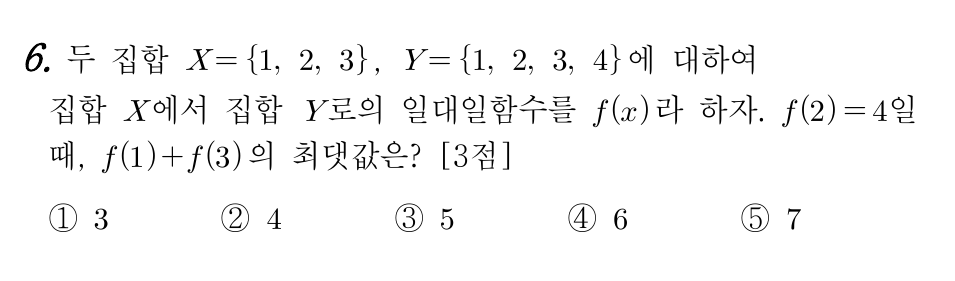 6. 두 집합 X={1, 2, 3}, Y={1, 2, 3, 4}에 대하여
집합 X에서 집합 Y로의 일대일함수를 f(x)라 하자. f(2)=4일
때, f(1)+f(3)의 최댓값은? [3점]
① 3 ② 4 ③ 5 ④ 6 ⑤ 7